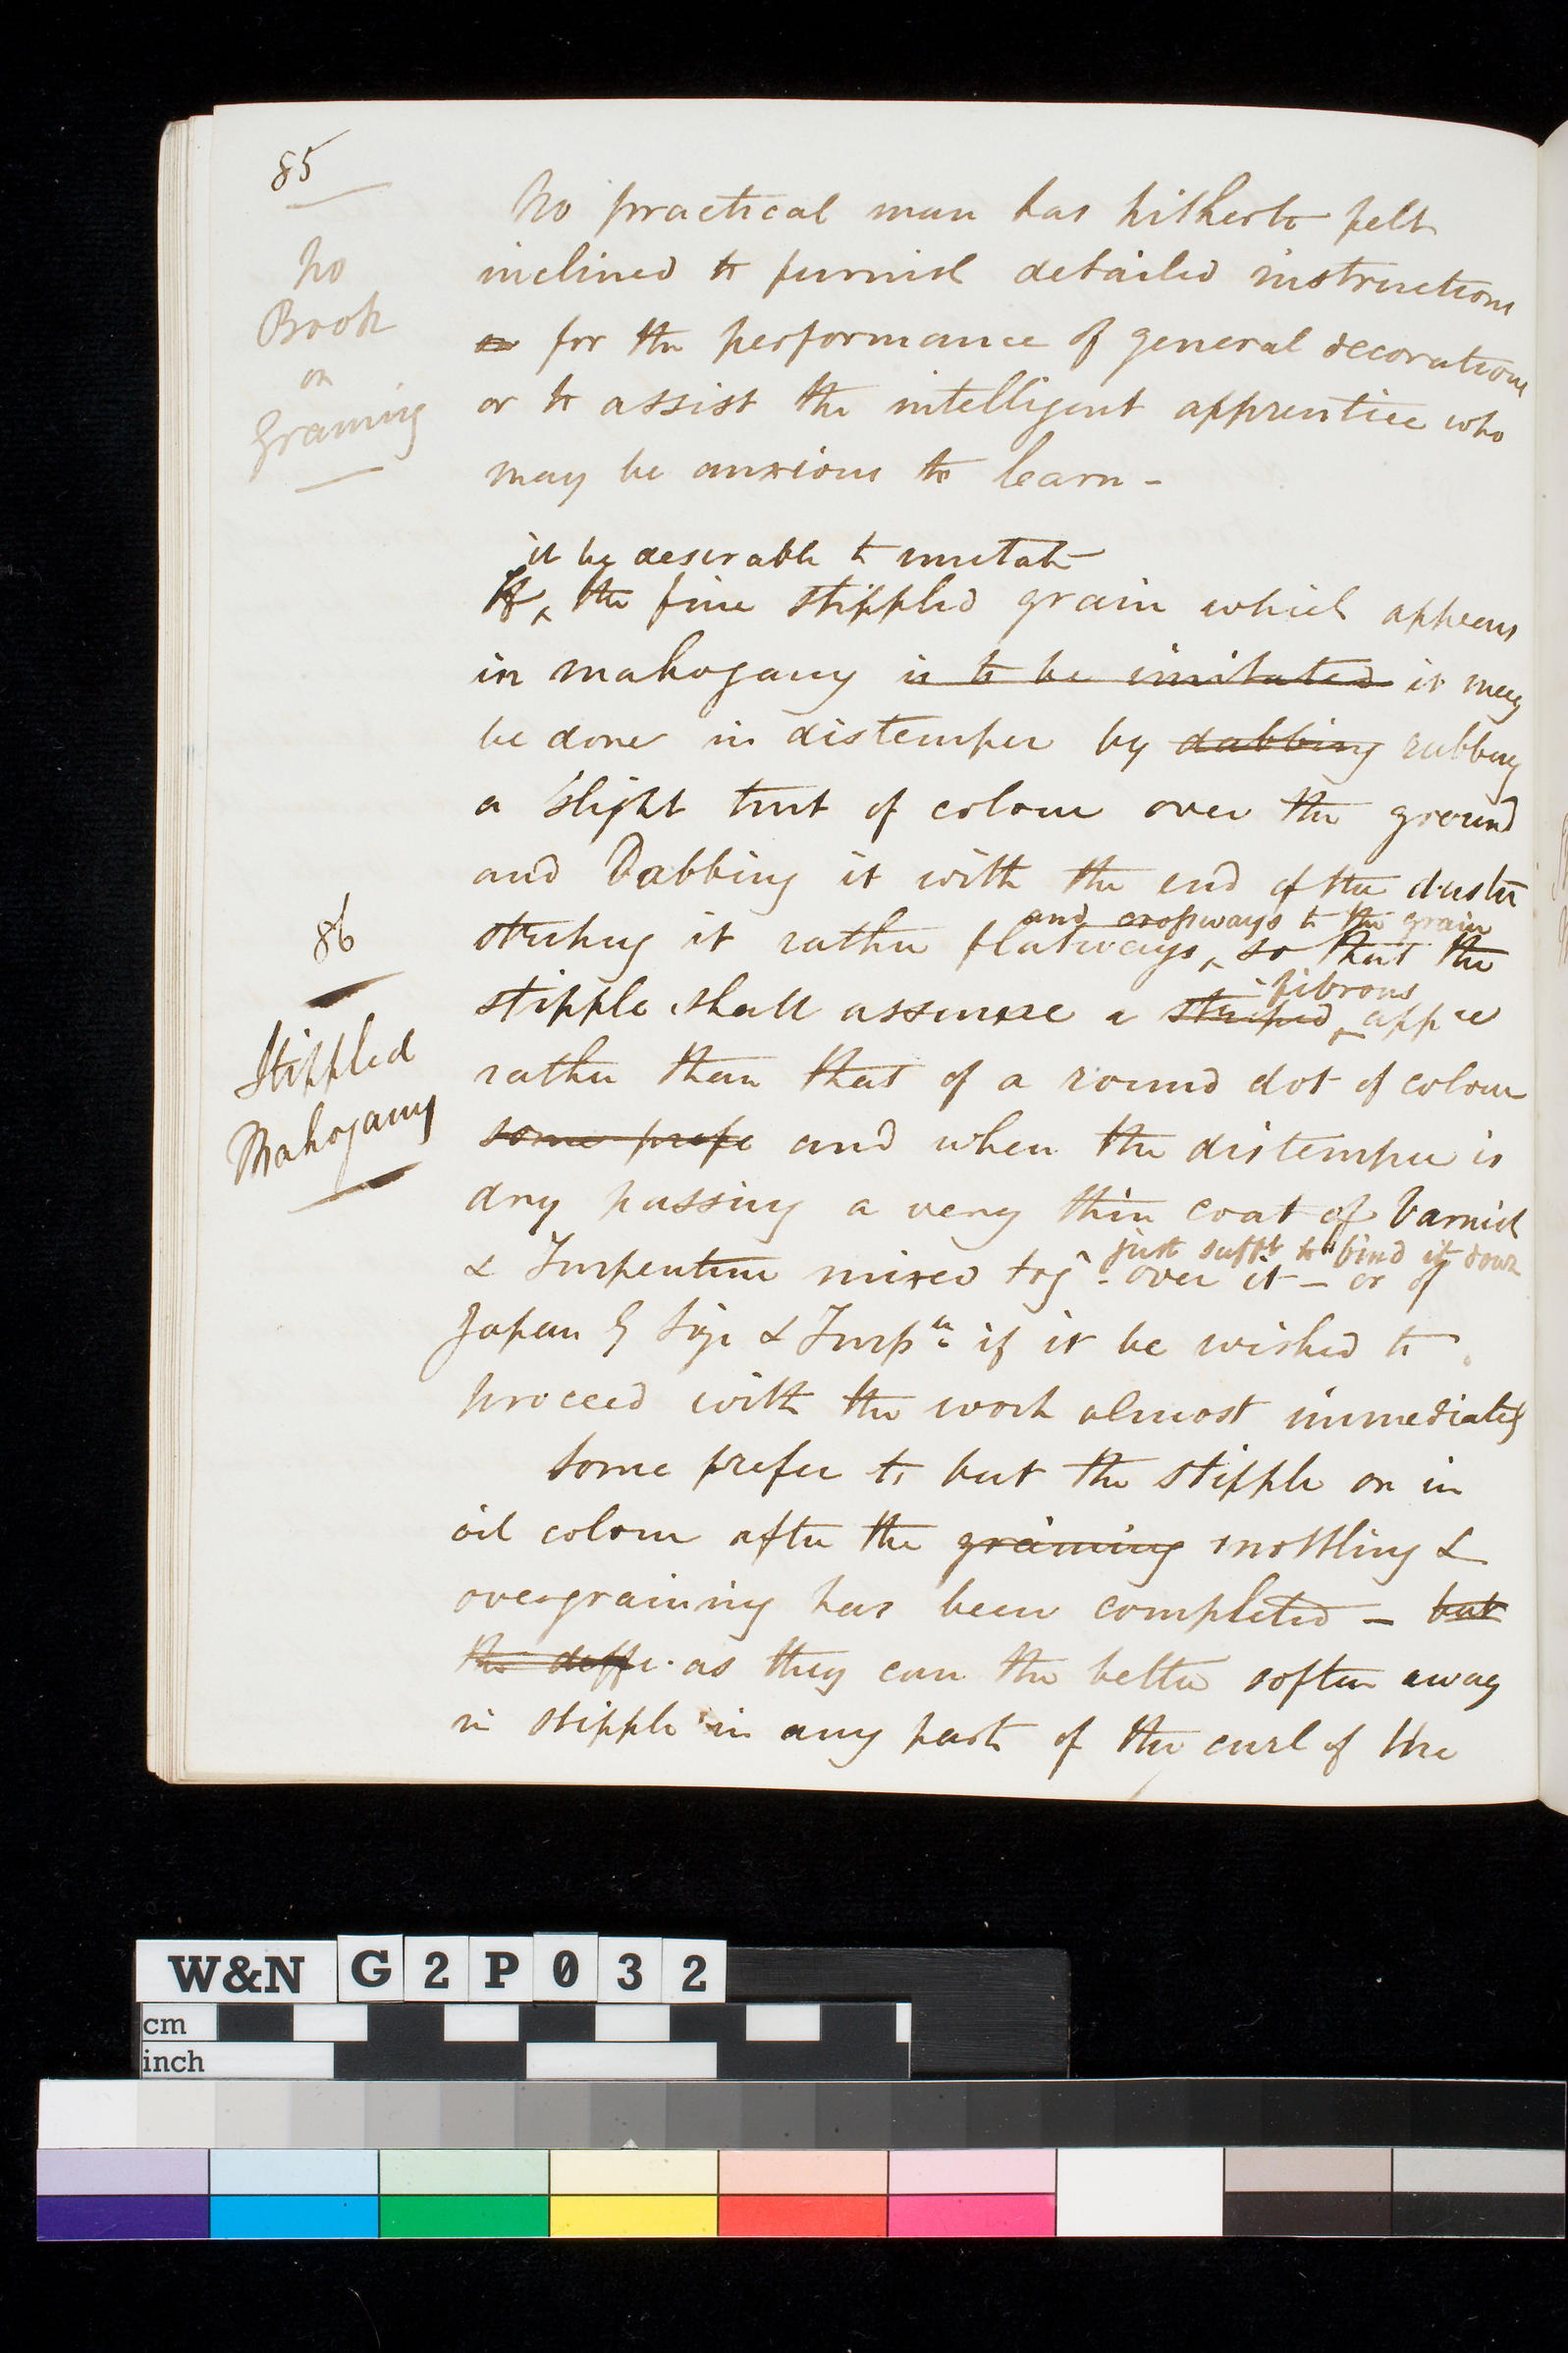 85
No
Book
on
Graining
No practical man has hitherto felt
inclined to furnish detailed instructions
for the performance of general decorations
or to assist the intelligent apprentice who
may be anxious to learn -
it be desirable to imitate
If ^ the fine stippled grain which appears
in mahogany is to be imitated it may
be done in distemper by dabbing rubbing
a slight tint of colour over the ground
and Dabbing it with the end of the duster
and crossways to the grain
striking it rather flatways, ^ so that the
fibrous
stipple shall assume a striped ^ appce
86
Stippled
Mahogany
rather than that of a round dot of colour
some prefe and when the distemper is
dry passing a very thin coat of Varnish
just sufft to bind it down
& Turpentine mixed togr over it - or of
Japan G Size & Turpne if it be wished to
proceed with the work almost immediately
Some prefer to put the stipple on in
oil colour after the graining mottling &
overgraining has been completed - but
the diffe as they can the better soften away
stipple in any part of the curl of the
W&N G2P032
cm
inch